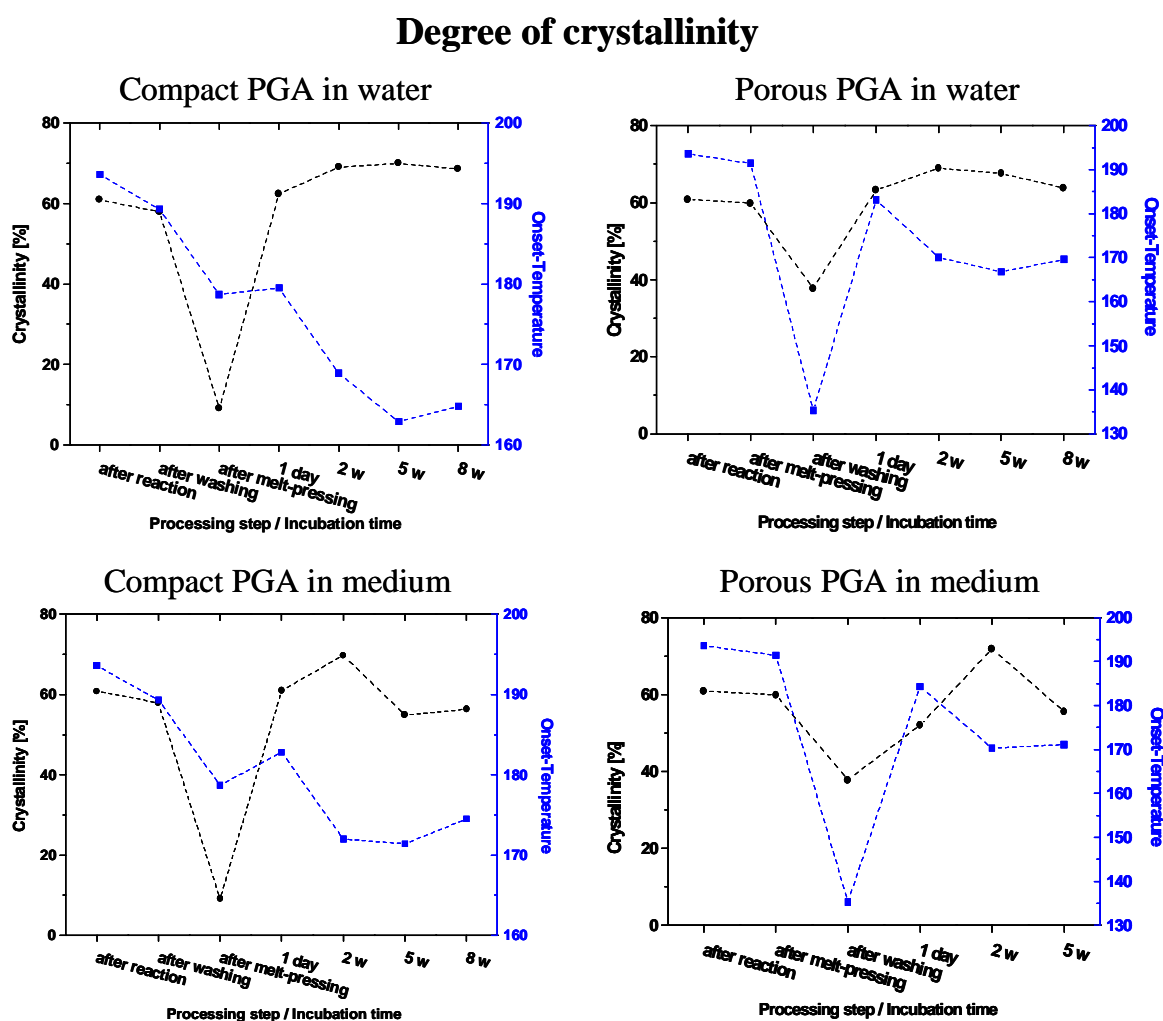 Degree of crystallinity
Compact PGA in water
80
60
40
20
0
Crystallinity [%]
200
190
180
170
160
Onset-Temperature
after reaction
after washing
after melt-pressing
1 day
2 w
5 w
8 w
Processing step / Incubation time
Porous PGA in water
80
60
40
20
0
Crystallinity [%]
200
190
180
170
160
150
140
130
Onset-Temperature
after reaction
after melt-pressing
after washing
1 day
2 w
5 w
8 w
Processing step / Incubation time
Compact PGA in medium
80
60
40
20
0
Crystallinity [%]
200
190
180
170
160
Onset-Temperature
after reaction
after washing
after melt-pressing
1 day
2 w
5 w
8 w
Processing step / Incubation time
Porous PGA in medium
80
60
40
20
0
Crystallinity [%]
200
190
180
170
160
150
140
130
Onset-Temperature
after reaction
after melt-pressing
after washing
1 day
2 w
5 w
Processing step / Incubation time